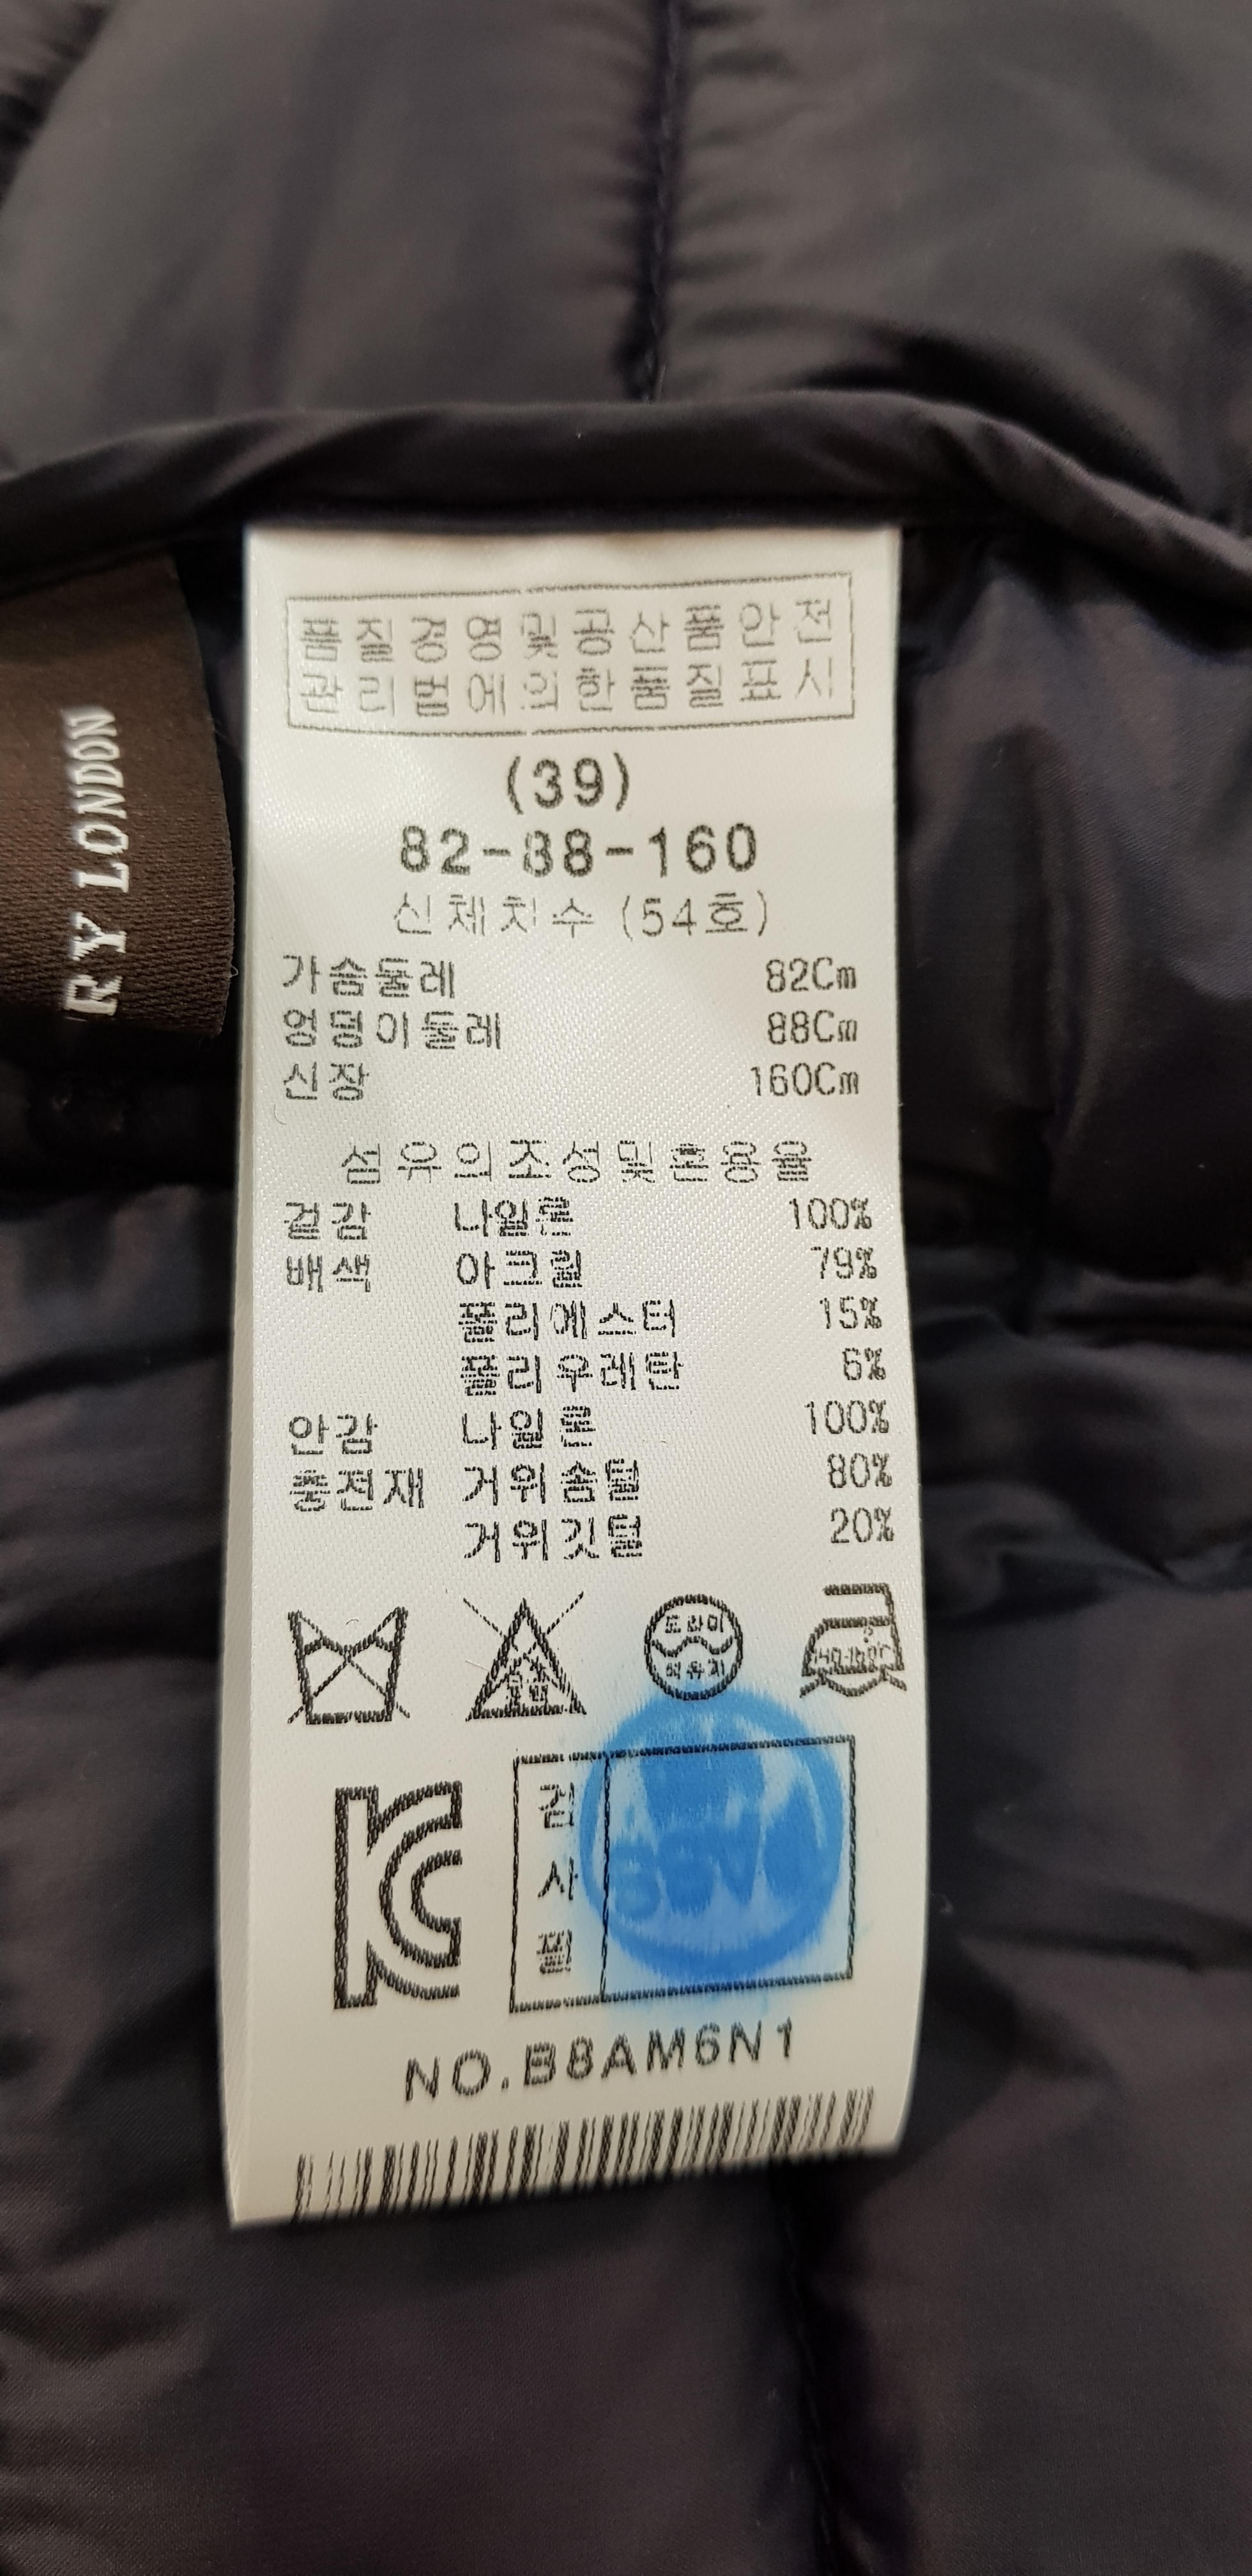 품질경영및공산품안전
관리법에의한품질표시
(39)
82-88-160
신체치수 (54호)
가슴둘레 82Cm
엉덩이둘레 88Cm
신장 160Cm
섬유의조성및혼용율
겉감 나일론 100%
배색 아크릴 79%
폴리에스터 15%
폴리우레탄 6%
안감 나일론 100%
충전재 거위솜털 80%
거위깃털 20%
드라이
석유계
검
사
필
NO.B8AM6N1
RY LONDON